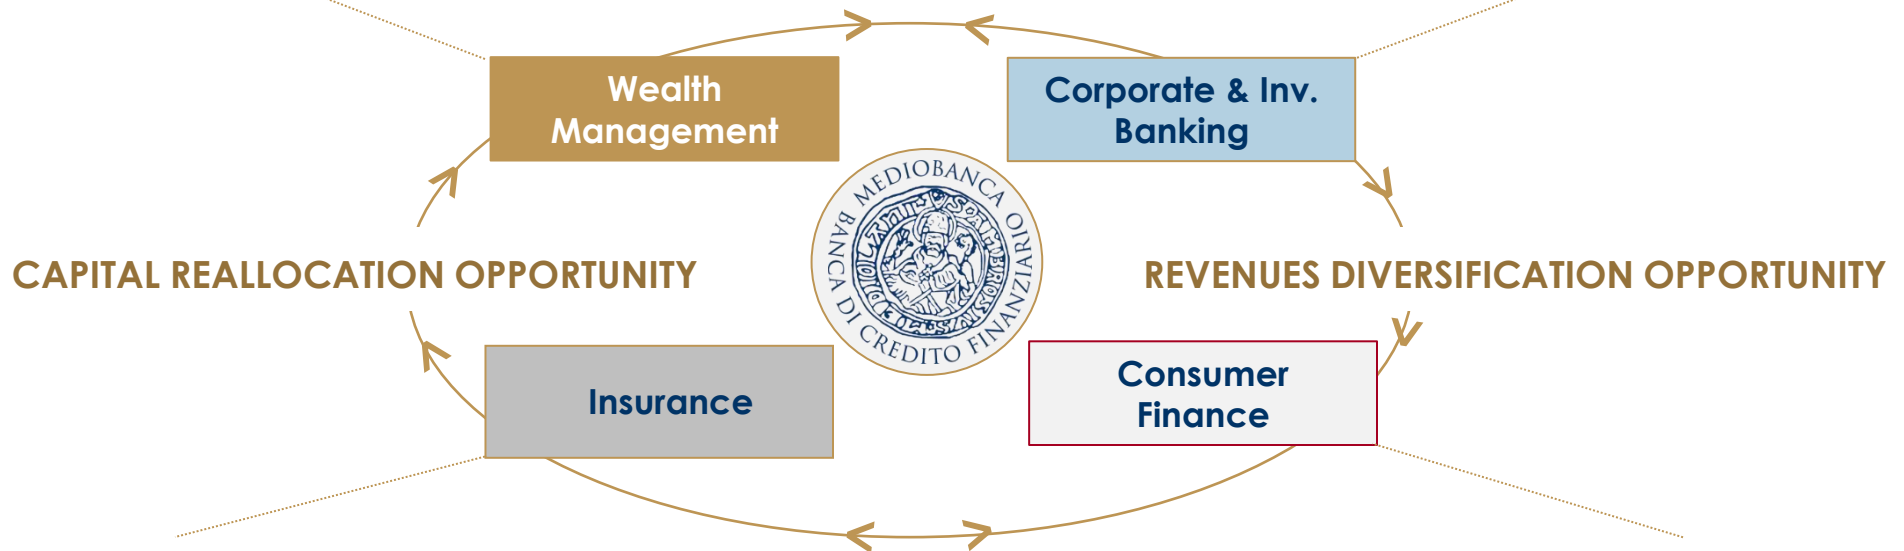 Wealth
Management
Corporate & Inv.
Banking
MEDIOBANCA
BANCA DI CREDITO FINANZIARIO
CAPITAL REALLOCATION OPPORTUNITY
REVENUES DIVERSIFICATION OPPORTUNITY
Insurance
Consumer
Finance